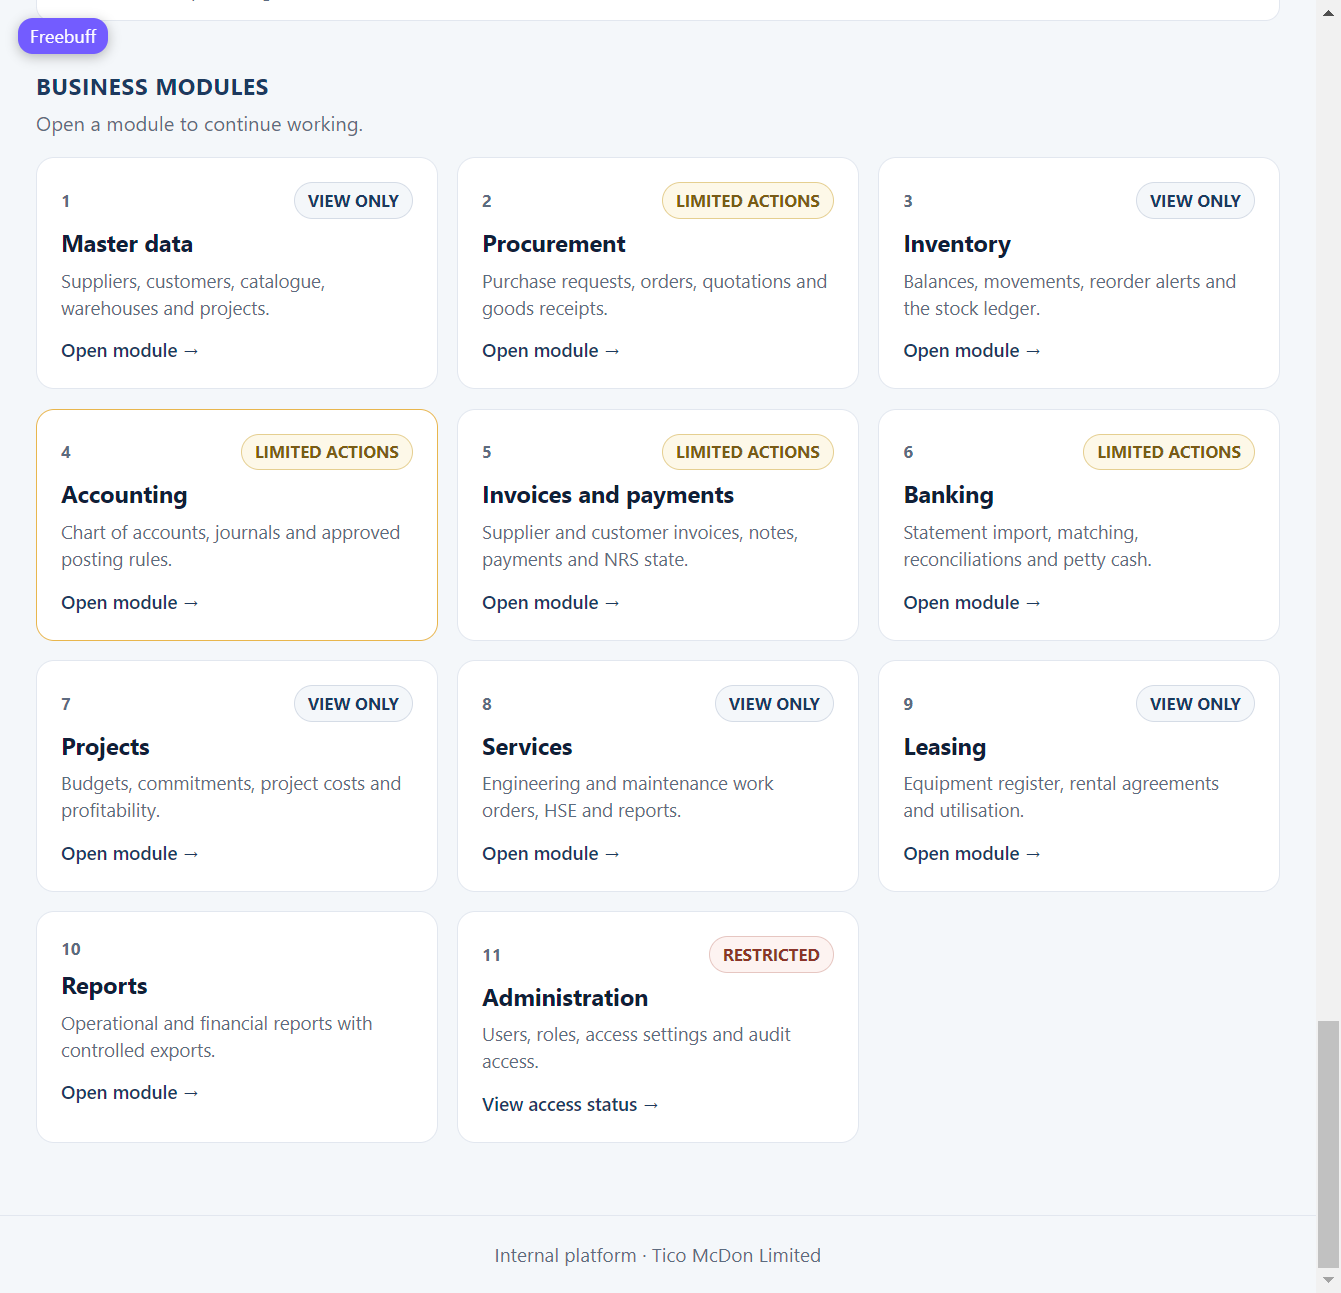 Freebuff
BUSINESS MODULES
Open a module to continue working.
1
VIEW ONLY
Master data
Suppliers, customers, catalogue,
warehouses and projects.
Open module →
2
LIMITED ACTIONS
Procurement
Purchase requests, orders, quotations and
goods receipts.
Open module →
3
VIEW ONLY
Inventory
Balances, movements, reorder alerts and
the stock ledger.
Open module →
4
LIMITED ACTIONS
Accounting
Chart of accounts, journals and approved
posting rules.
Open module →
5
LIMITED ACTIONS
Invoices and payments
Supplier and customer invoices, notes,
payments and NRS state.
Open module →
6
LIMITED ACTIONS
Banking
Statement import, matching,
reconciliations and petty cash.
Open module →
7
VIEW ONLY
Projects
Budgets, commitments, project costs and
profitability.
Open module →
8
VIEW ONLY
Services
Engineering and maintenance work
orders, HSE and reports.
Open module →
9
VIEW ONLY
Leasing
Equipment register, rental agreements
and utilisation.
Open module →
10
Reports
Operational and financial reports with
controlled exports.
Open module →
11
RESTRICTED
Administration
Users, roles, access settings and audit
access.
View access status →
Internal platform · Tico McDon Limited